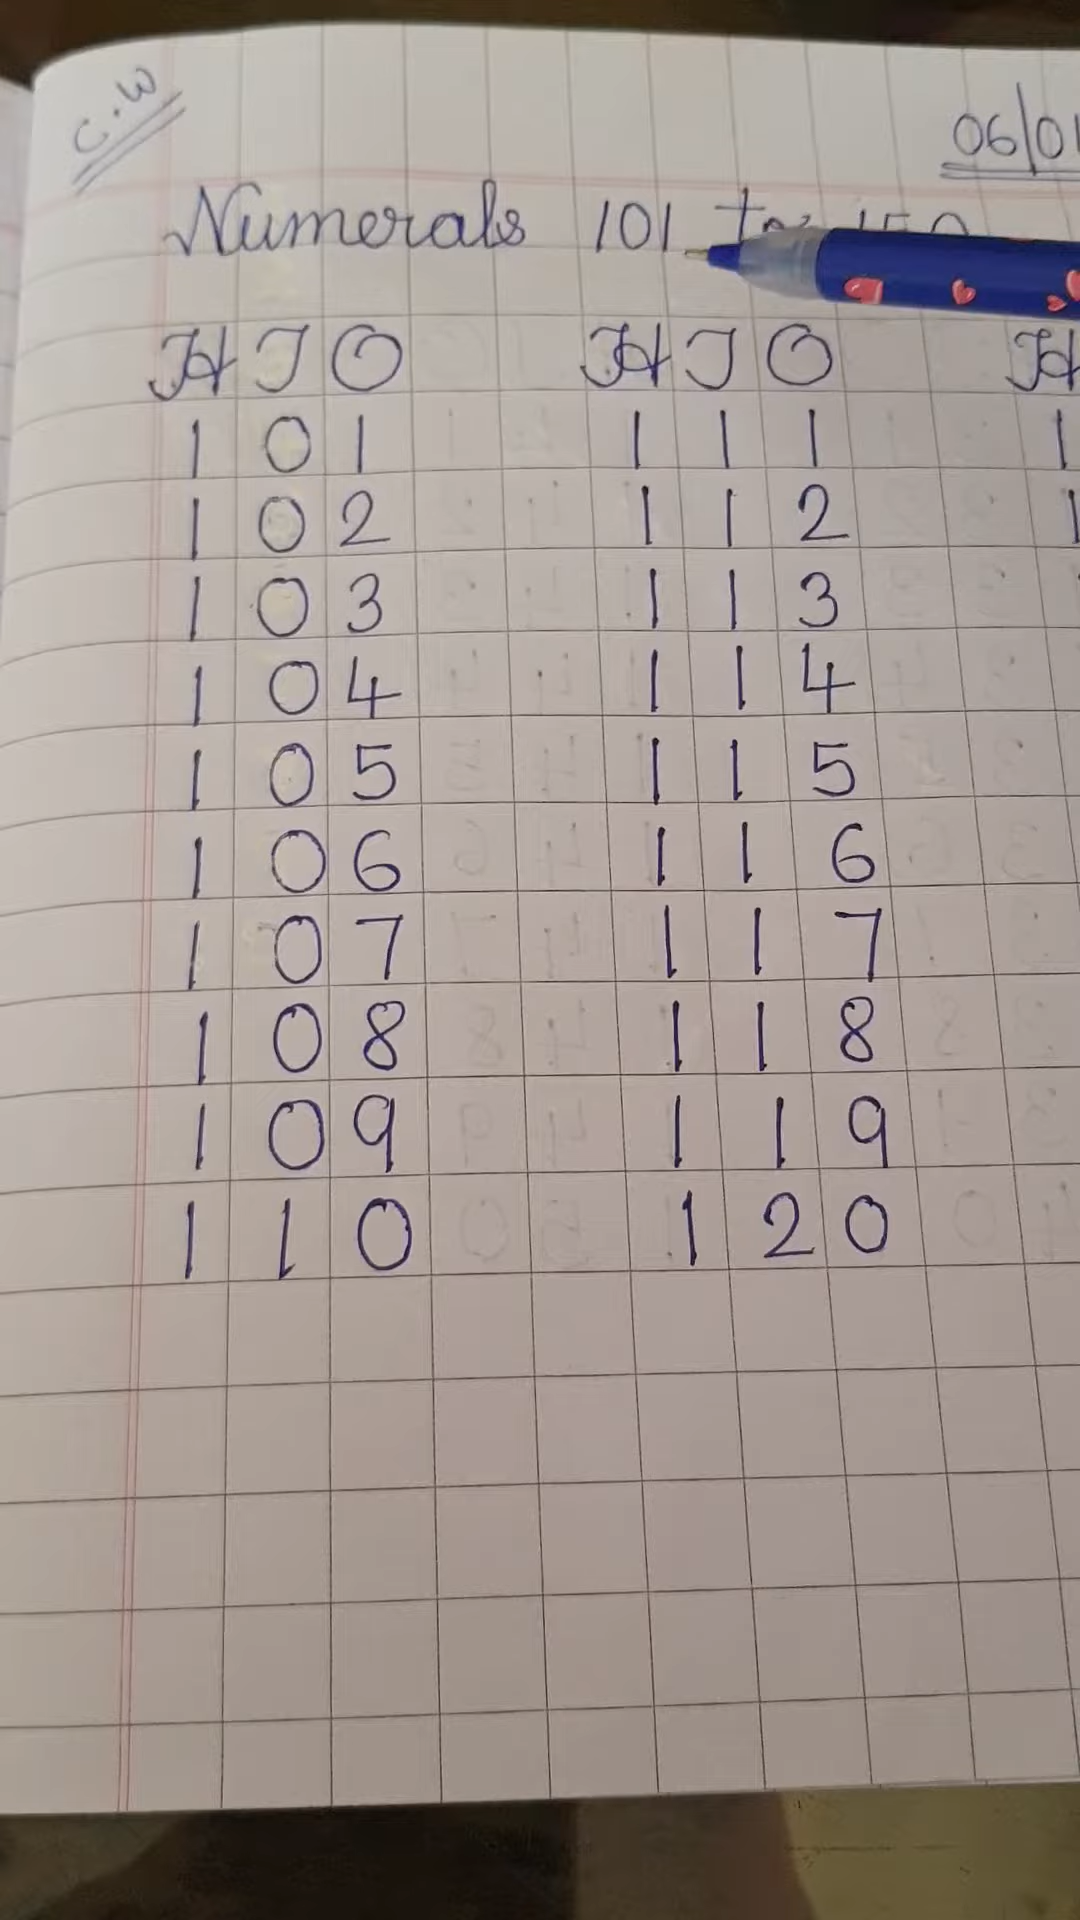 C.W
06/01
Numerals 101 to 150
H T O H T O H
1 0 1 1 1 1 1
1 0 2 1 1 2 1
1 0 3 1 1 3
1 0 4 1 1 4
1 0 5 1 1 5
1 0 6 1 1 6
1 0 7 1 1 7
1 0 8 1 1 8
1 0 9 1 1 9
1 1 0 1 2 0